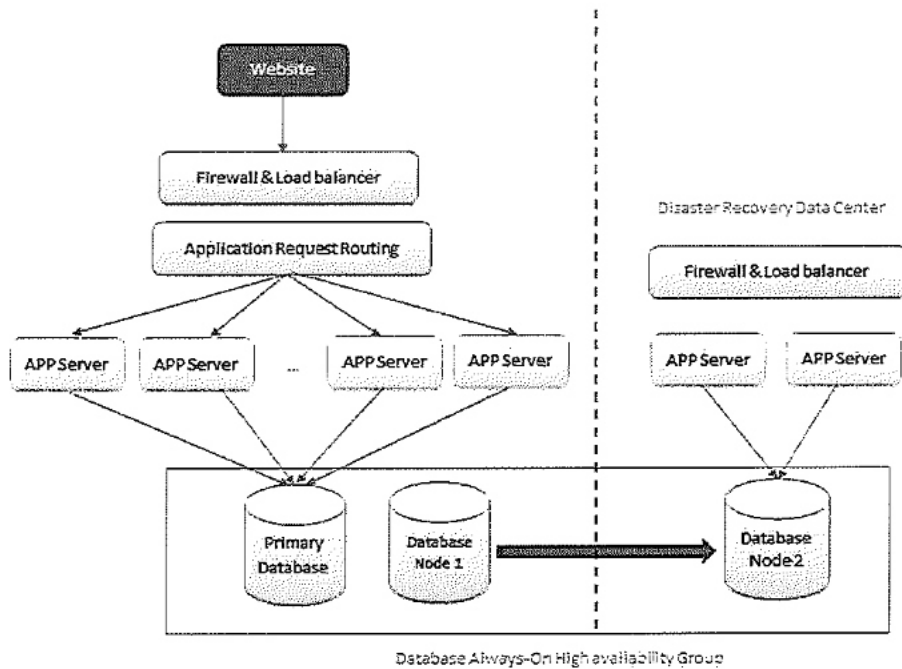 Website
Firewall & Load balancer
Application Request Routing
APP Server
APP Server
...
APP Server
APP Server
Disaster Recovery Data Center
Firewall & Load balancer
APP Server
APP Server
Primary
Database
Database
Node 1
Database
Node 2
Database Always-On High availability Group